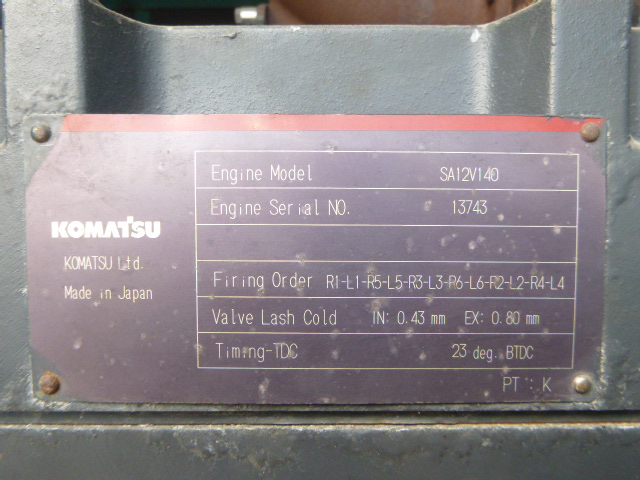 KOMATSU
KOMATSU Ltd.
Made in Japan
Engine Model SA12V140
Engine Serial NO. 13743
Firing Order R1-L1-R5-L5-R3-L3-R6-L6-R2-L2-R4-L4
Valve Lash Cold IN: 0.43 mm EX: 0.80 mm
Timing-TDC 23 deg. BTDC
PT : K